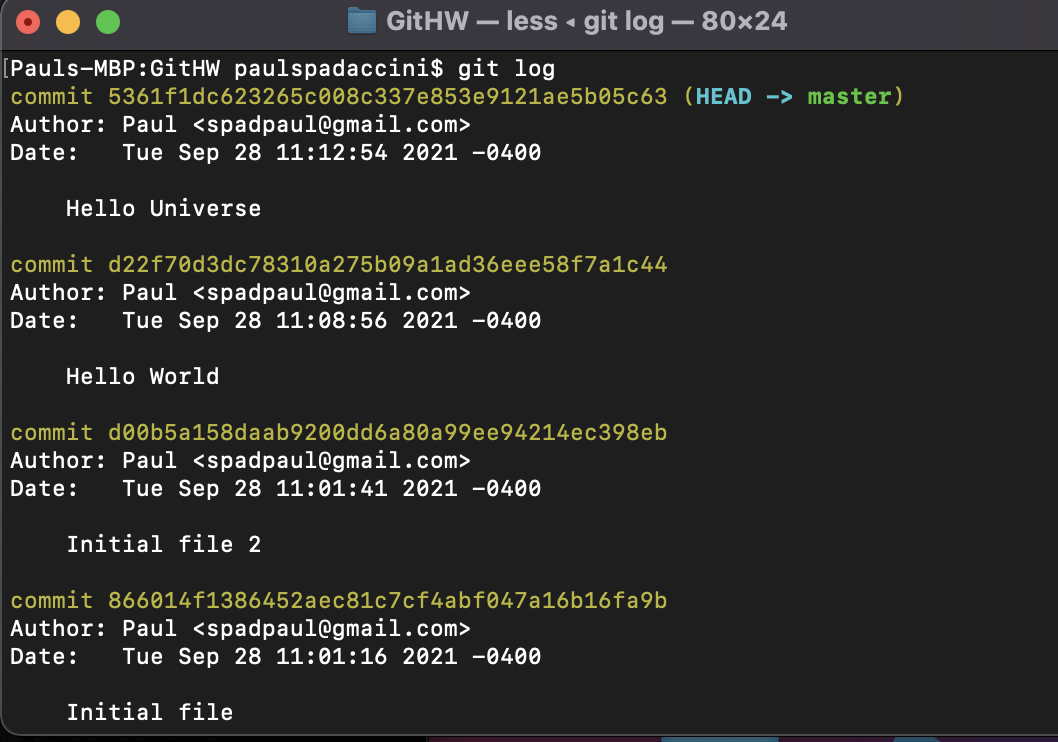 GitHW — less ◂ git log — 80×24
[Pauls-MBP:GitHW paulspadaccini$ git log
commit 5361f1dc623265c008c337e853e9121ae5b05c63 (HEAD -> master)
Author: Paul <spadpaul@gmail.com>
Date:   Tue Sep 28 11:12:54 2021 -0400
Hello Universe
commit d22f70d3dc78310a275b09a1ad36eee58f7a1c44
Author: Paul <spadpaul@gmail.com>
Date:   Tue Sep 28 11:08:56 2021 -0400
Hello World
commit d00b5a158daab9200dd6a80a99ee94214ec398eb
Author: Paul <spadpaul@gmail.com>
Date:   Tue Sep 28 11:01:41 2021 -0400
Initial file 2
commit 866014f1386452aec81c7cf4abf047a16b16fa9b
Author: Paul <spadpaul@gmail.com>
Date:   Tue Sep 28 11:01:16 2021 -0400
Initial file